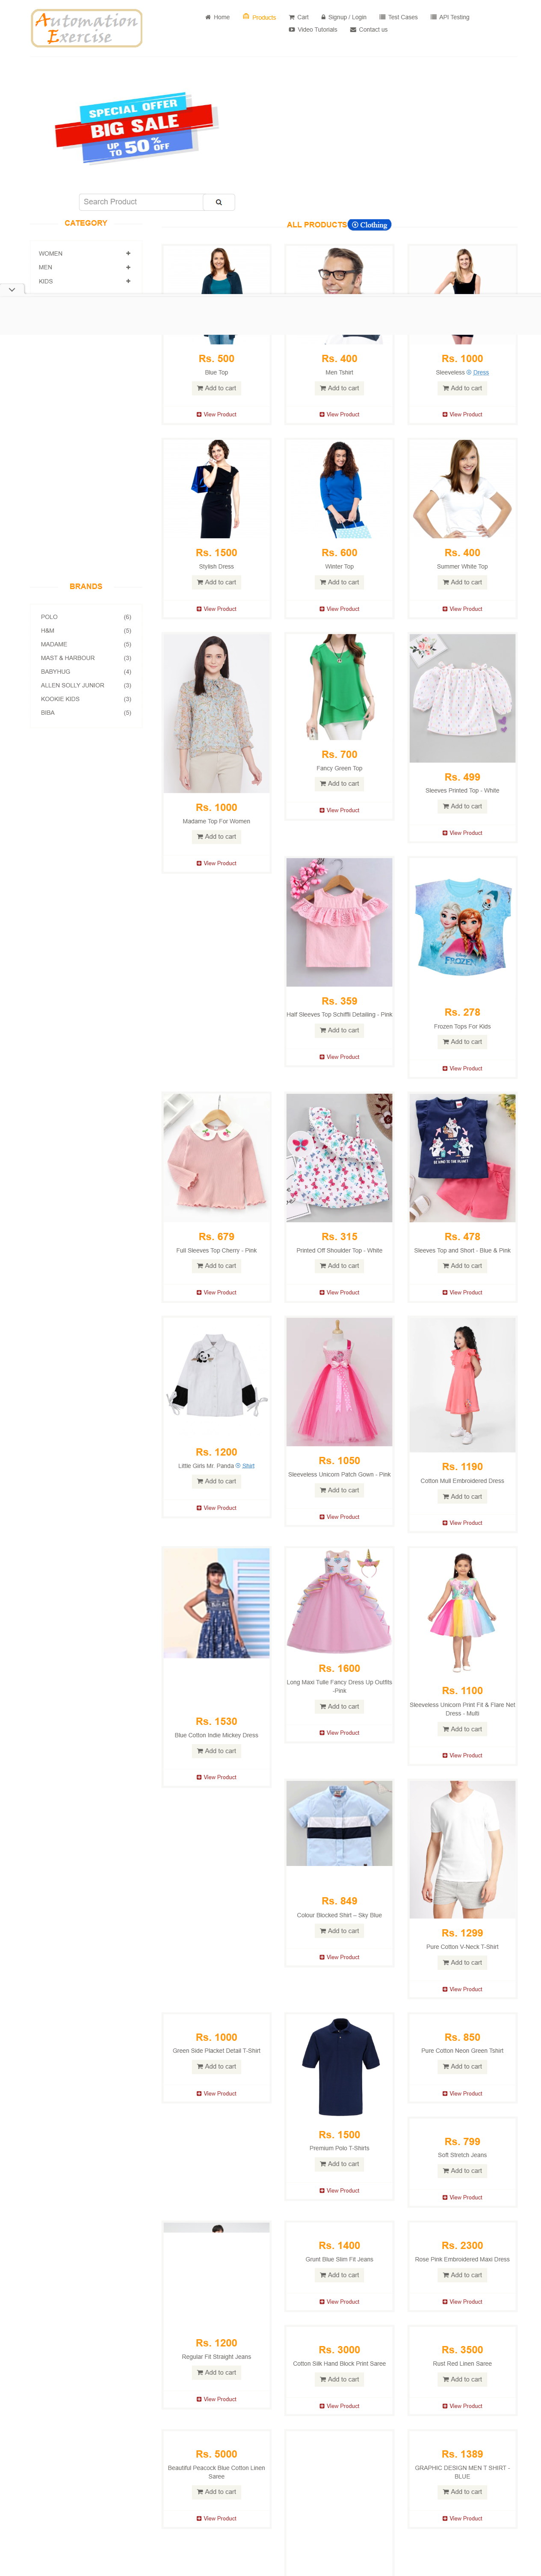 Automation
Exercise
Home
Products
Cart
Signup / Login
Test Cases
API Testing
Video Tutorials
Contact us
SPECIAL OFFER
BIG SALE
UP TO 50% OFF
Search Product
CATEGORY
WOMEN
MEN
KIDS
BRANDS
POLO (6)
H&M (5)
MADAME (5)
MAST & HARBOUR (3)
BABYHUG (4)
ALLEN SOLLY JUNIOR (3)
KOOKIE KIDS (3)
BIBA (5)
ALL PRODUCTS Clothing
Rs. 500
Blue Top
Add to cart
View Product
Rs. 400
Men Tshirt
Add to cart
View Product
Rs. 1000
Sleeveless Dress
Add to cart
View Product
Rs. 1500
Stylish Dress
Add to cart
View Product
Rs. 600
Winter Top
Add to cart
View Product
Rs. 400
Summer White Top
Add to cart
View Product
Rs. 1000
Madame Top For Women
Add to cart
View Product
Rs. 700
Fancy Green Top
Add to cart
View Product
Rs. 499
Sleeves Printed Top - White
Add to cart
View Product
Rs. 359
Half Sleeves Top Schiffli Detailing - Pink
Add to cart
View Product
FROZEN
Rs. 278
Frozen Tops For Kids
Add to cart
View Product
Rs. 679
Full Sleeves Top Cherry - Pink
Add to cart
View Product
Rs. 315
Printed Off Shoulder Top - White
Add to cart
View Product
BE KIND TO OUR PLANET
Rs. 478
Sleeves Top and Short - Blue & Pink
Add to cart
View Product
Rs. 1200
Little Girls Mr. Panda Shirt
Add to cart
View Product
Rs. 1050
Sleeveless Unicorn Patch Gown - Pink
Add to cart
View Product
Rs. 1190
Cotton Mull Embroidered Dress
Add to cart
View Product
Rs. 1530
Blue Cotton Indie Mickey Dress
Add to cart
View Product
Rs. 1600
Long Maxi Tulle Fancy Dress Up Outfits
-Pink
Add to cart
View Product
Rs. 1100
Sleeveless Unicorn Print Fit & Flare Net
Dress - Multi
Add to cart
View Product
Rs. 849
Colour Blocked Shirt – Sky Blue
Add to cart
View Product
Rs. 1299
Pure Cotton V-Neck T-Shirt
Add to cart
View Product
Rs. 1000
Green Side Placket Detail T-Shirt
Add to cart
View Product
Rs. 1500
Premium Polo T-Shirts
Add to cart
View Product
Rs. 850
Pure Cotton Neon Green Tshirt
Add to cart
View Product
Rs. 799
Soft Stretch Jeans
Add to cart
View Product
Rs. 1200
Regular Fit Straight Jeans
Add to cart
View Product
Rs. 1400
Grunt Blue Slim Fit Jeans
Add to cart
View Product
Rs. 2300
Rose Pink Embroidered Maxi Dress
Add to cart
View Product
Rs. 3000
Cotton Silk Hand Block Print Saree
Add to cart
View Product
Rs. 3500
Rust Red Linen Saree
Add to cart
View Product
Rs. 5000
Beautiful Peacock Blue Cotton Linen
Saree
Add to cart
View Product
Rs. 1389
GRAPHIC DESIGN MEN T SHIRT -
BLUE
Add to cart
View Product